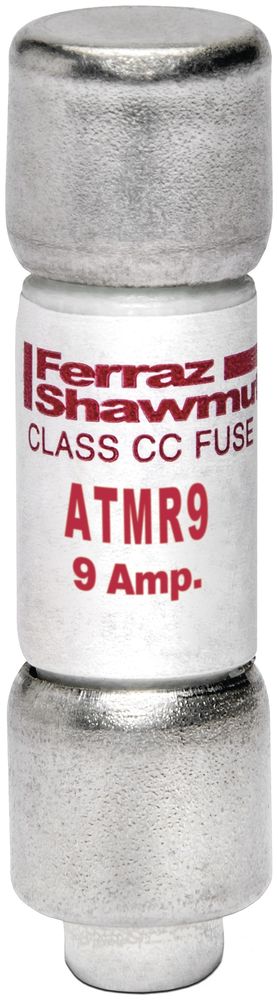 Ferraz
Shawmut
CLASS CC FUSE
ATMR9
9 Amp.